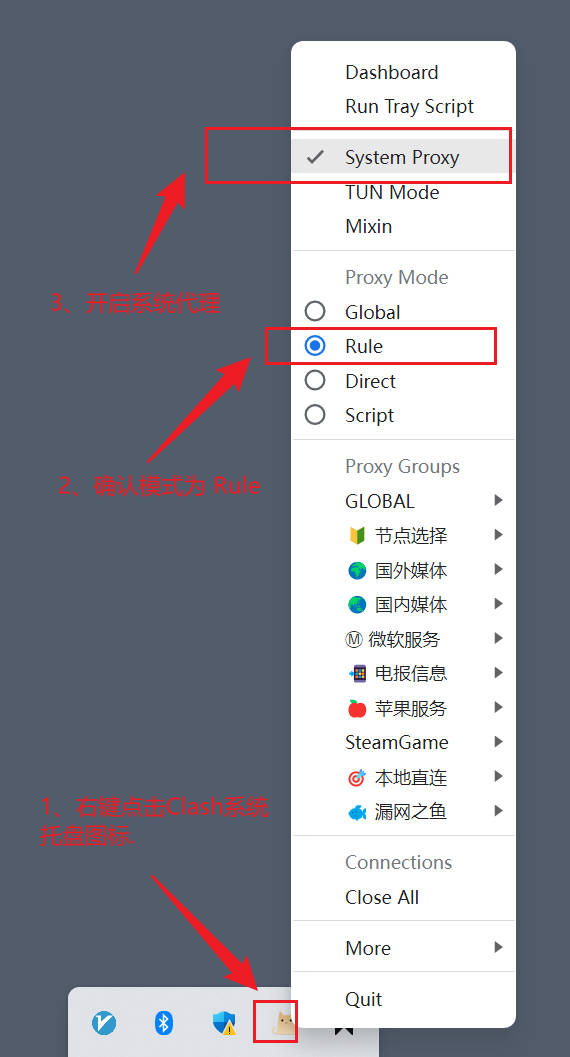 Dashboard
Run Tray Script
System Proxy
TUN Mode
Mixin
3、开启系统代理
Proxy Mode
Global
Rule
Direct
Script
2、确认模式为 Rule
Proxy Groups
GLOBAL
节点选择
国外媒体
国内媒体
Ⓜ 微软服务
电报信息
苹果服务
SteamGame
本地直连
漏网之鱼
1、右键点击Clash系统
托盘图标.
Connections
Close All
More
Quit